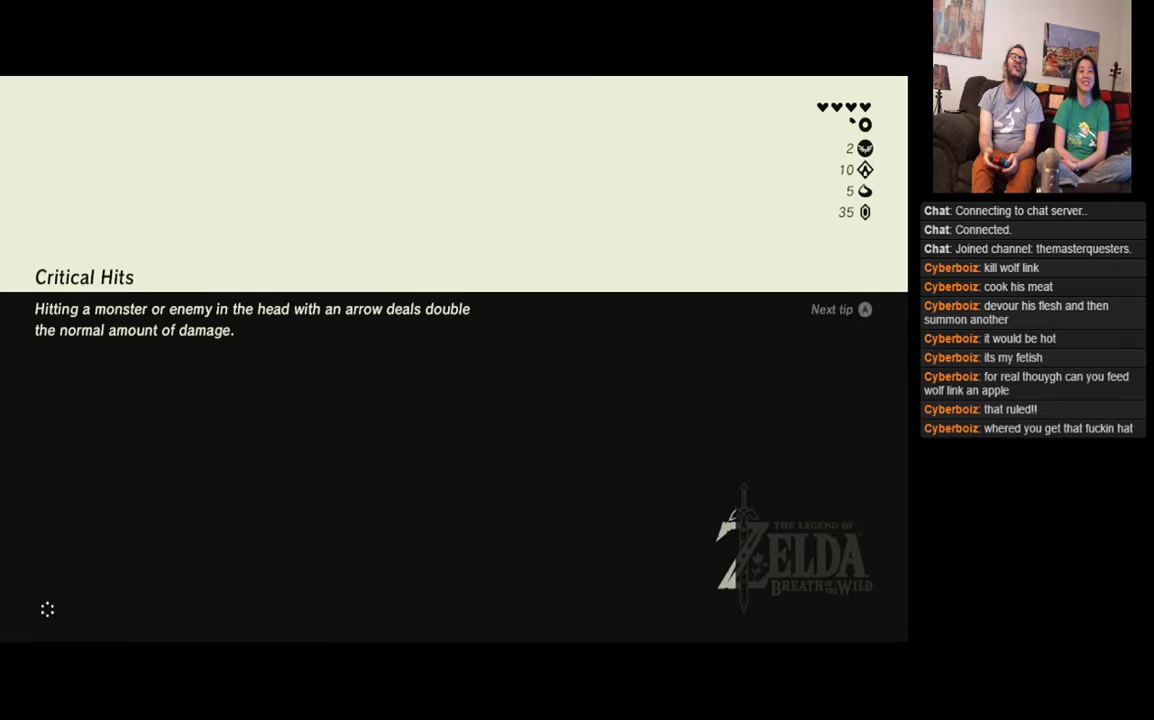 2
10
5
35
Critical Hits
Hitting a monster or enemy in the head with an arrow deals double
the normal amount of damage.
Next tip A
THE LEGEND OF
ZELDA
BREATH OF THE WILD
Chat: Connecting to chat server..
Chat: Connected.
Chat: Joined channel: themasterquesters.
Cyberboiz: kill wolf link
Cyberboiz: cook his meat
Cyberboiz: devour his flesh and then
summon another
Cyberboiz: it would be hot
Cyberboiz: its my fetish
Cyberboiz: for real thouygh can you feed
wolf link an apple
Cyberboiz: that ruled!!
Cyberboiz: whered you get that fuckin hat